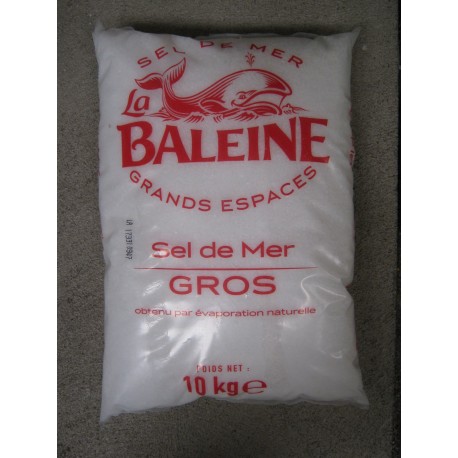 SEL DE MER
La
BALEINE
GRANDS ESPACES
Sel de Mer
GROS
obtenu par évaporation naturelle
POIDS NET :
10 kg e